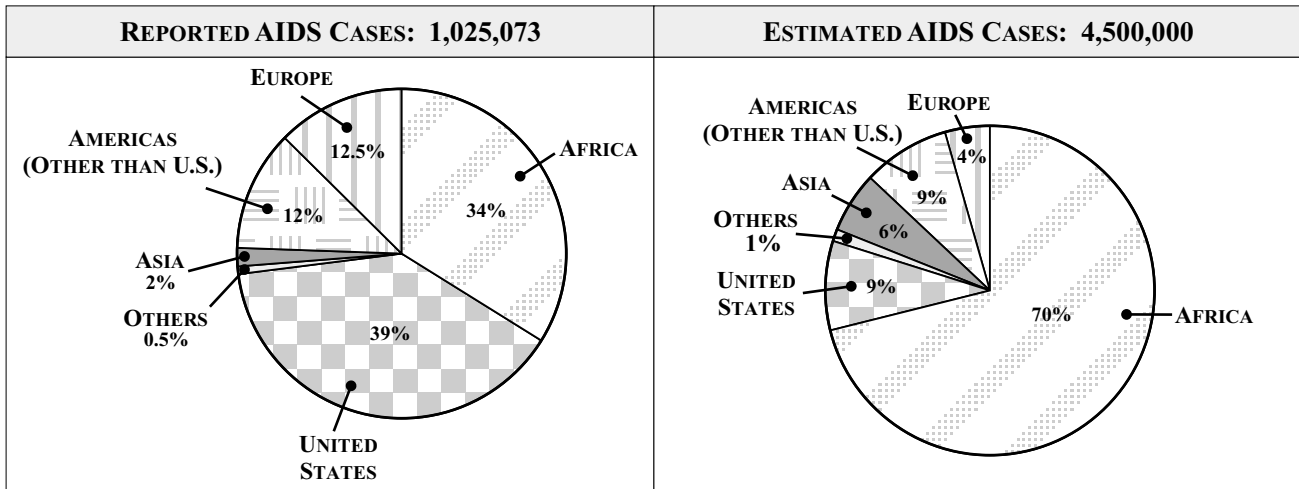 REPORTED AIDS CASES: 1,025,073
EUROPE
12.5%
AMERICAS
(OTHER THAN U.S.)
12%
AFRICA
34%
ASIA
2%
OTHERS
0.5%
39%
UNITED
STATES
ESTIMATED AIDS CASES: 4,500,000
EUROPE
4%
AMERICAS
(OTHER THAN U.S.)
9%
ASIA
6%
OTHERS
1%
UNITED
STATES
9%
70%
AFRICA